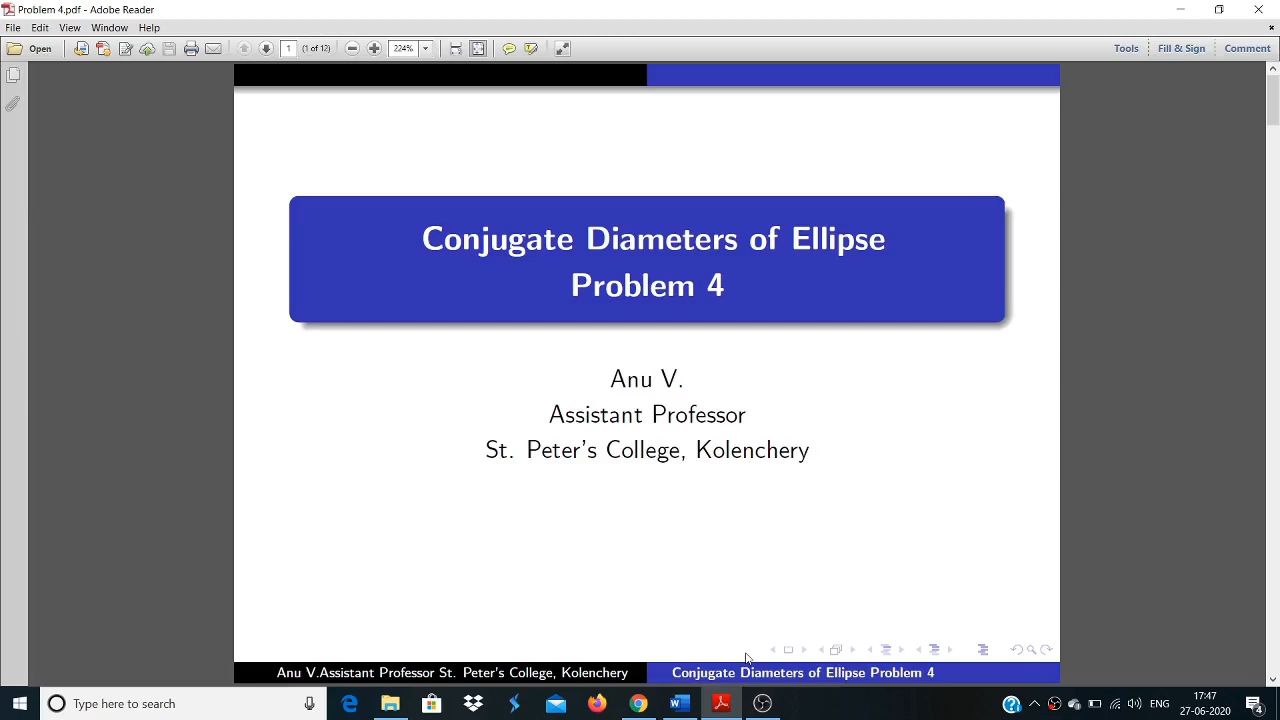 Problem 4.pdf - Adobe Reader
File Edit View Window Help
Open 1 (1 of 12) 224% Tools Fill & Sign Comment
Conjugate Diameters of Ellipse
Problem 4
Anu V.
Assistant Professor
St. Peter's College, Kolenchery
Anu V.Assistant Professor St. Peter's College, Kolenchery Conjugate Diameters of Ellipse Problem 4
Type here to search ENG 17:47
27-06-2020 4